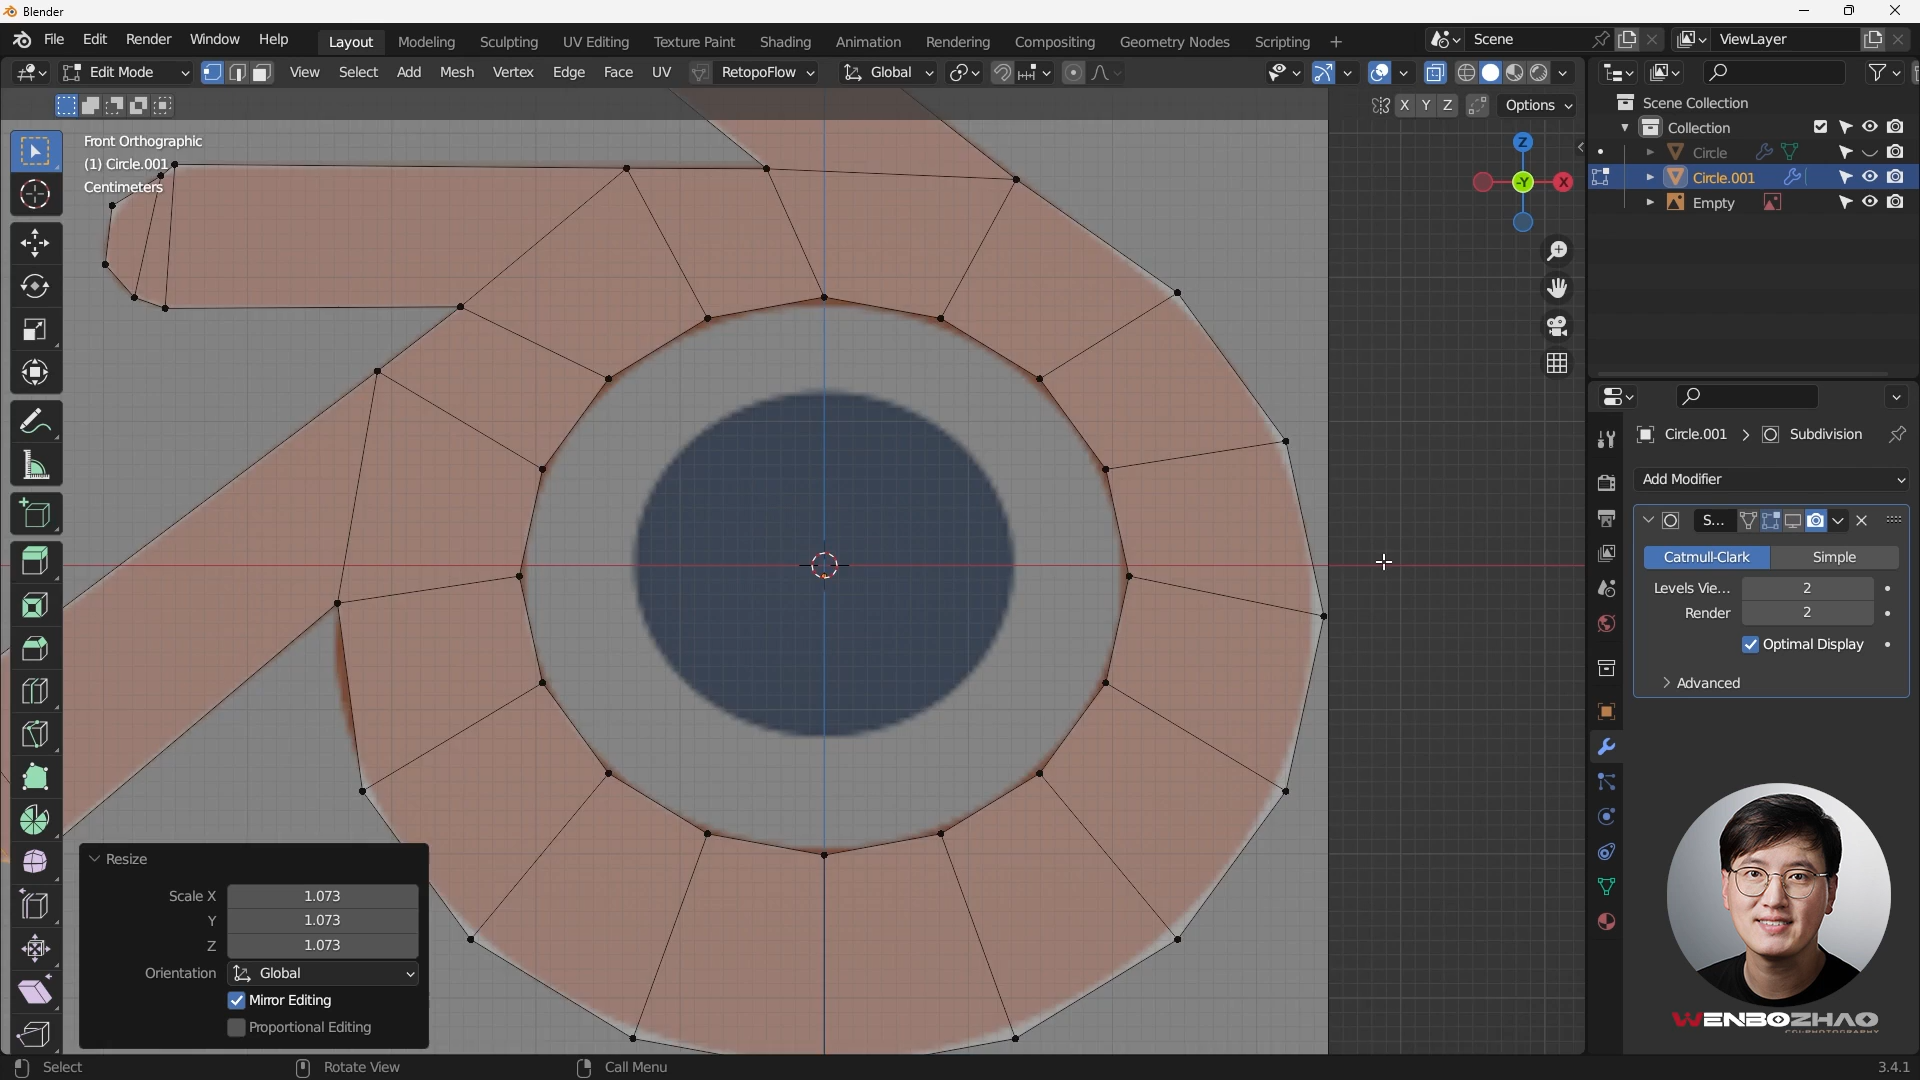 Blender
File Edit Render Window Help Layout Modeling Sculpting UV Editing Texture Paint Shading Animation Rendering Compositing Geometry Nodes Scripting + Scene ViewLayer
Edit Mode View Select Add Mesh Vertex Edge Face UV RetopoFlow Global
X Y Z Options
Front Orthographic
(1) Circle.001
Centimeters
Z
-Y X
Scene Collection
Collection
Circle
Circle.001
Empty
Circle.001 > Subdivision
Add Modifier
S...
Catmull-Clark Simple
Levels Vie... 2
Render 2
Optimal Display
Advanced
Resize
Scale X 1.073
Y 1.073
Z 1.073
Orientation Global
Mirror Editing
Proportional Editing
WENBOZHAO
Select Rotate View Call Menu 3.4.1